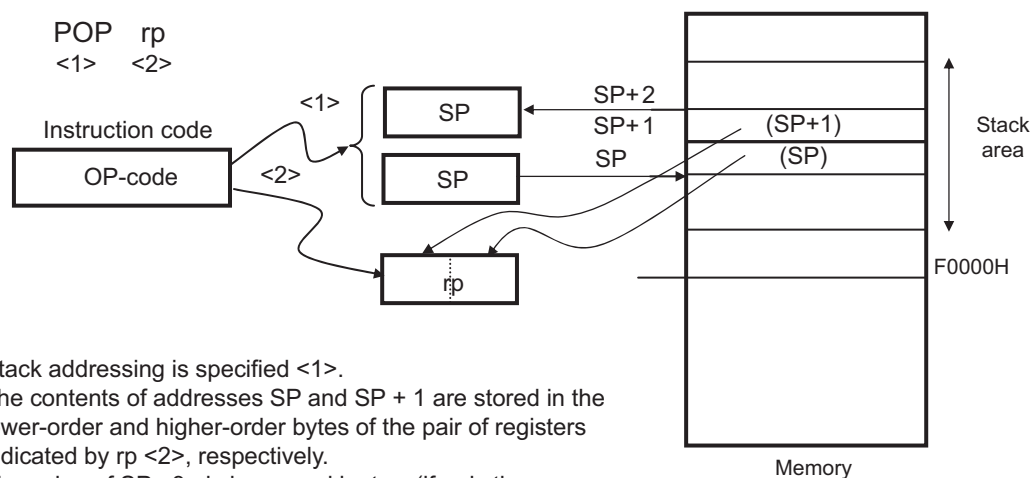 POP rp
<1> <2>
<1>
SP
SP+2
SP+1
SP
(SP+1)
(SP)
Stack
area
Instruction code
OP-code
<2>
SP
rp
F0000H
tack addressing is specified <1>.
he contents of addresses SP and SP + 1 are stored in the
wer-order and higher-order bytes of the pair of registers
dicated by rp <2>, respectively.
Memory